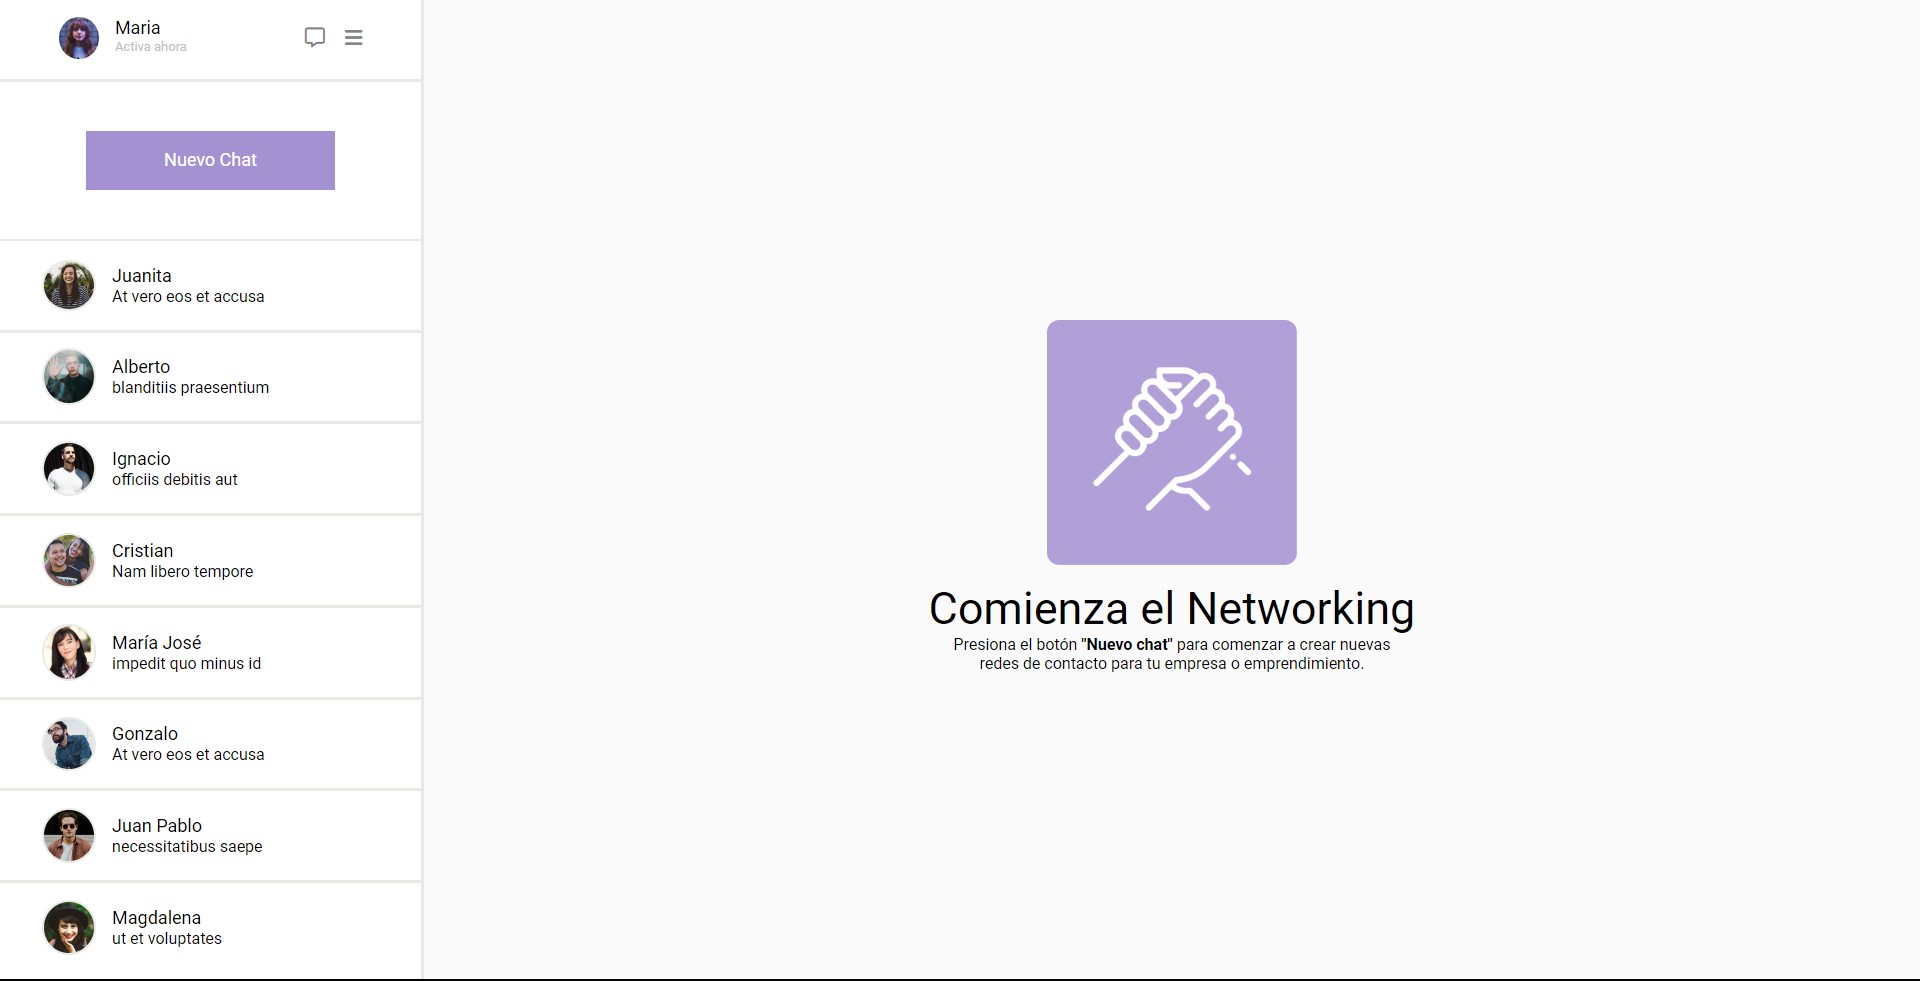 Maria
Activa ahora
Nuevo Chat
Juanita
At vero eos et accusa
Alberto
blanditiis praesentium
Ignacio
officiis debitis aut
Cristian
Nam libero tempore
María José
impedit quo minus id
Gonzalo
At vero eos et accusa
Juan Pablo
necessitatibus saepe
Magdalena
ut et voluptates
Comienza el Networking
Presiona el botón "Nuevo chat" para comenzar a crear nuevas
redes de contacto para tu empresa o emprendimiento.